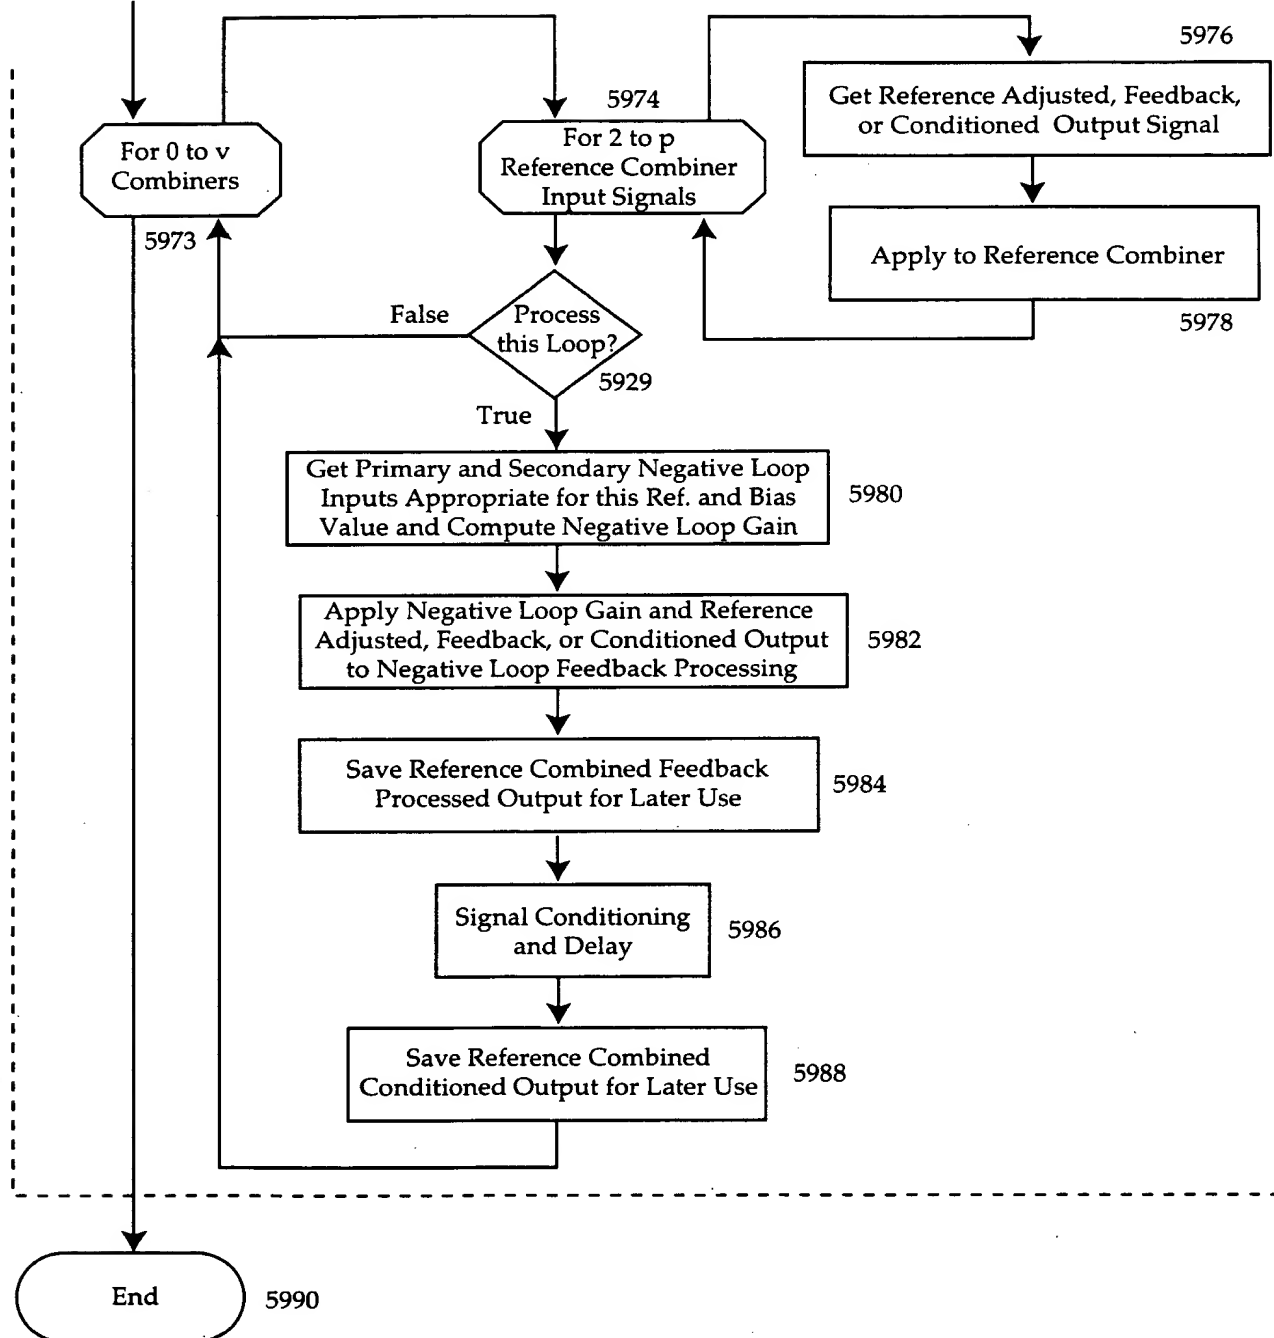 5976
Get Reference Adjusted, Feedback,
or Conditioned Output Signal
5974
For 0 to v
Combiners
For 2 to p
Reference Combiner
Input Signals
5973
Apply to Reference Combiner
5978
False
Process
this Loop?
5929
True
Get Primary and Secondary Negative Loop
Inputs Appropriate for this Ref. and Bias
Value and Compute Negative Loop Gain
5980
Apply Negative Loop Gain and Reference
Adjusted, Feedback, or Conditioned Output
to Negative Loop Feedback Processing
5982
Save Reference Combined Feedback
Processed Output for Later Use
5984
Signal Conditioning
and Delay
5986
Save Reference Combined
Conditioned Output for Later Use
5988
End
5990